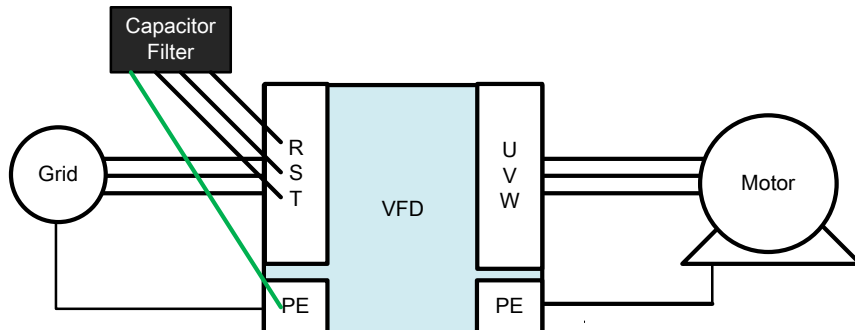 Capacitor
Filter
Grid
R
S
T
VFD
U
V
W
Motor
PE
PE